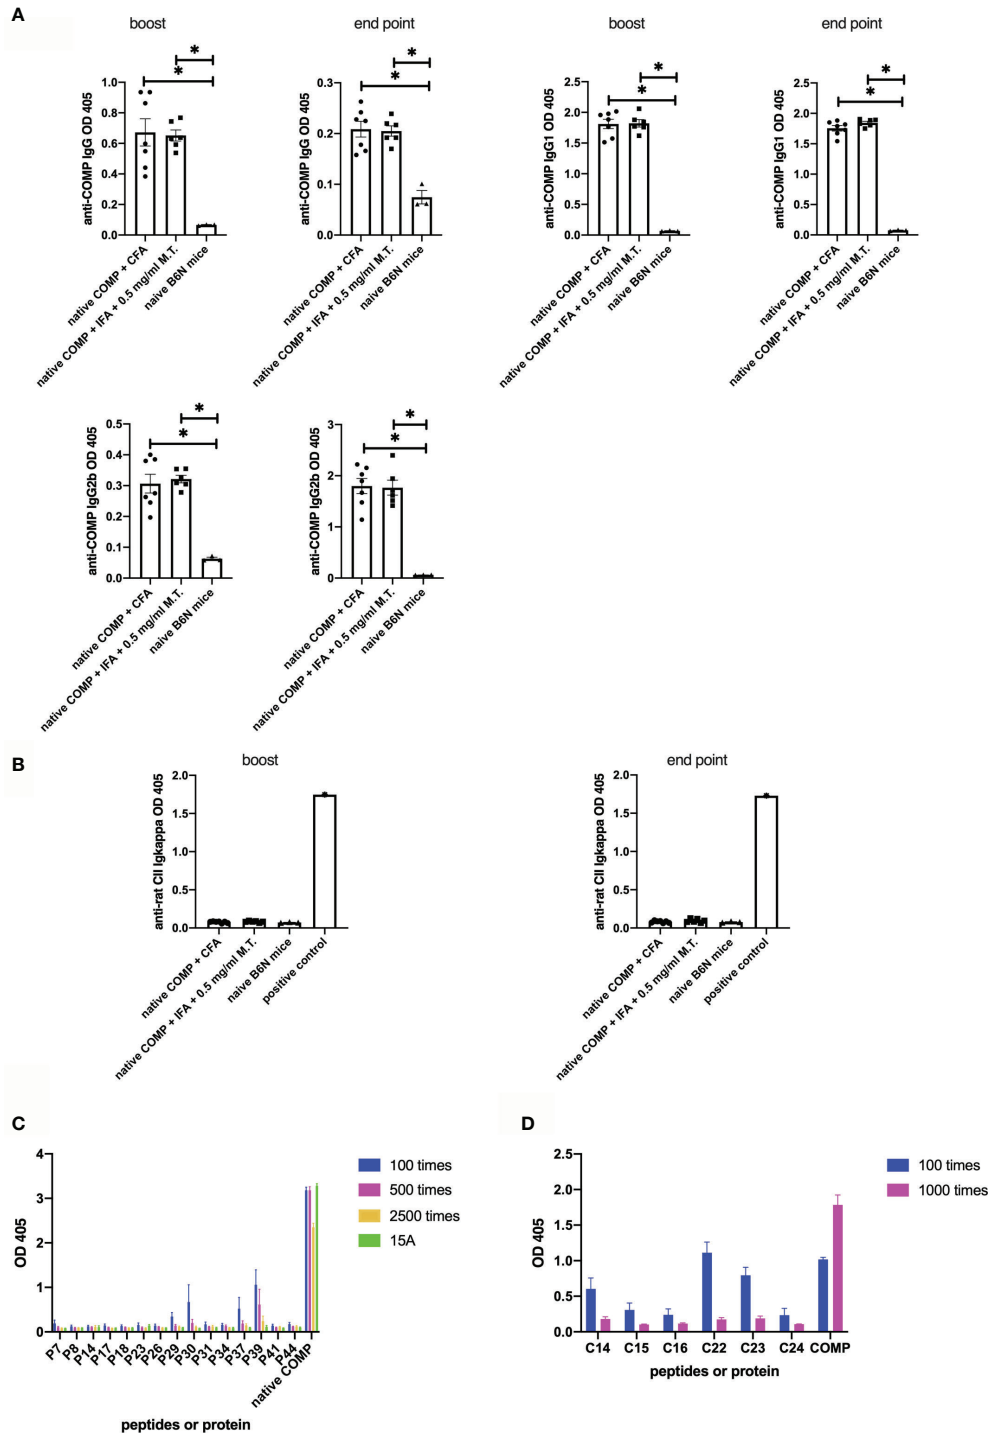 A
boost
end point
boost
end point
anti-COMP IgG OD 405
1.0
0.8
0.6
0.4
0.2
0.0
*
*
native COMP + CFA
native COMP + IFA + 0.5 mg/ml M.T.
naive B6N mice
anti-COMP IgG OD 405
0.3
0.2
0.1
0.0
*
*
native COMP + CFA
native COMP + IFA + 0.5 mg/ml M.T.
naive B6N mice
anti-COMP IgG1 OD 405
2.5
2.0
1.5
1.0
0.5
0.0
*
*
native COMP + CFA
native COMP + IFA + 0.5 mg/ml M.T.
naive B6N mice
anti-COMP IgG1 OD 405
2.5
2.0
1.5
1.0
0.5
0.0
*
*
native COMP + CFA
native COMP + IFA + 0.5 mg/ml M.T.
naive B6N mice
anti-COMP IgG2b OD 405
0.5
0.4
0.3
0.2
0.1
0.0
*
*
native COMP + CFA
native COMP + IFA + 0.5 mg/ml M.T.
naive B6N mice
anti-COMP IgG2b OD 405
3
2
1
0
*
*
native COMP + CFA
native COMP + IFA + 0.5 mg/ml M.T.
naive B6N mice
B
boost
end point
anti-rat CII Igkappa OD 405
2.0
1.5
1.0
0.5
0.0
native COMP + CFA
native COMP + IFA + 0.5 mg/ml M.T.
naive B6N mice
positive control
anti-rat CII Igkappa OD 405
2.0
1.5
1.0
0.5
0.0
native COMP + CFA
native COMP + IFA + 0.5 mg/ml M.T.
naive B6N mice
positive control
C
OD 405
4
3
2
1
0
P7
P8
P14
P17
P18
P23
P26
P29
P30
P31
P34
P37
P39
P41
P44
native COMP
peptides or protein
100 times
500 times
2500 times
15A
D
OD 405
2.5
2.0
1.5
1.0
0.5
0.0
C14 C15 C16 C22 C23 C24 COMP
peptides or protein
100 times
1000 times